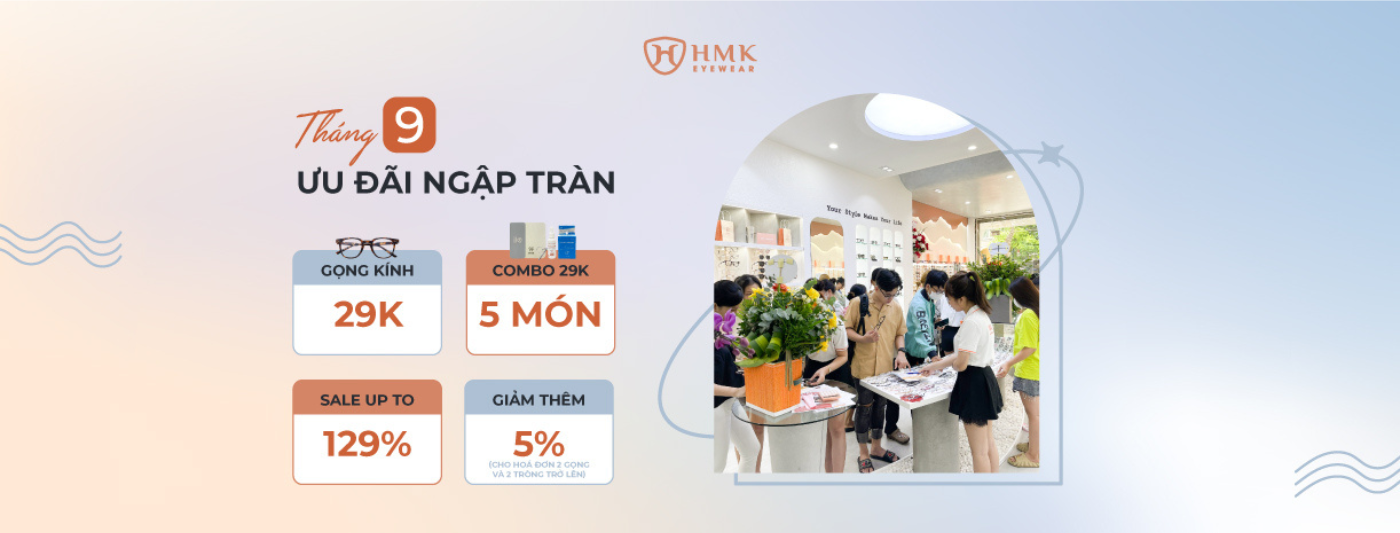 HMK
EYEWEAR
Tháng 9
ƯU ĐÃI NGẬP TRÀN
GỌNG KÍNH
29K
COMBO 29K
5 MÓN
SALE UP TO
129%
GIẢM THÊM
5%
(CHO HOÁ ĐƠN 2 GỌNG
VÀ 2 TRÒNG TRỞ LÊN)
Your Style Makes Your Life